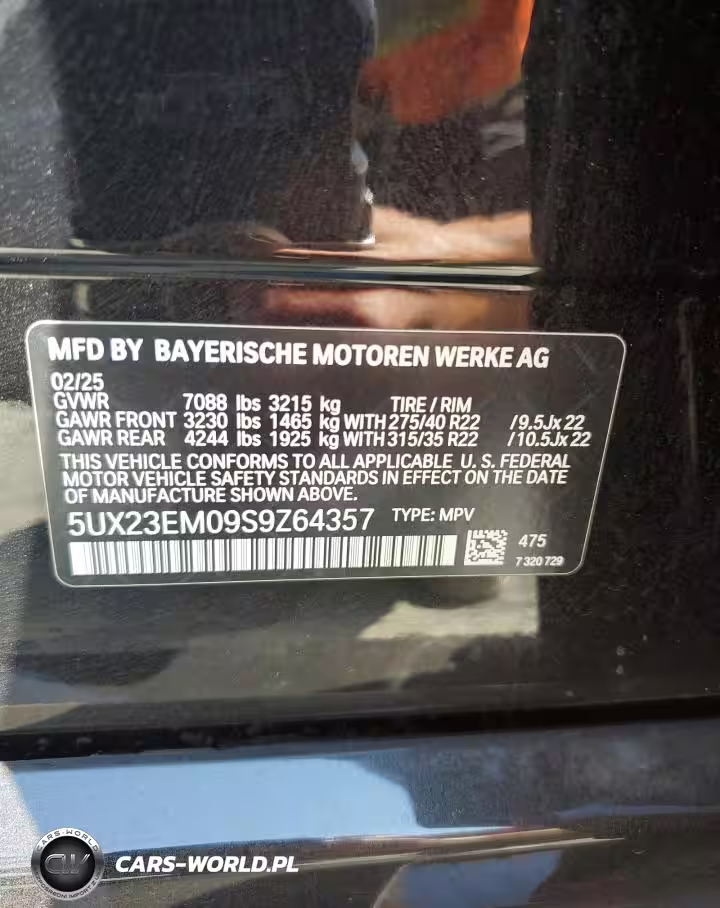 MFD BY BAYERISCHE MOTOREN WERKE AG
02/25
GVWR 7088 lbs 3215 kg TIRE / RIM
GAWR FRONT 3230 lbs 1465 kg WITH 275/40 R22 /9.5Jx22
GAWR REAR 4244 lbs 1925 kg WITH 315/35 R22 /10.5Jx22
THIS VEHICLE CONFORMS TO ALL APPLICABLE U. S. FEDERAL
MOTOR VEHICLE SAFETY STANDARDS IN EFFECT ON THE DATE
OF MANUFACTURE SHOWN ABOVE.
5UX23EM09S9Z64357 TYPE: MPV
475
7 320 729
CARS-WORLD
CW
CARS-WORLD.PL